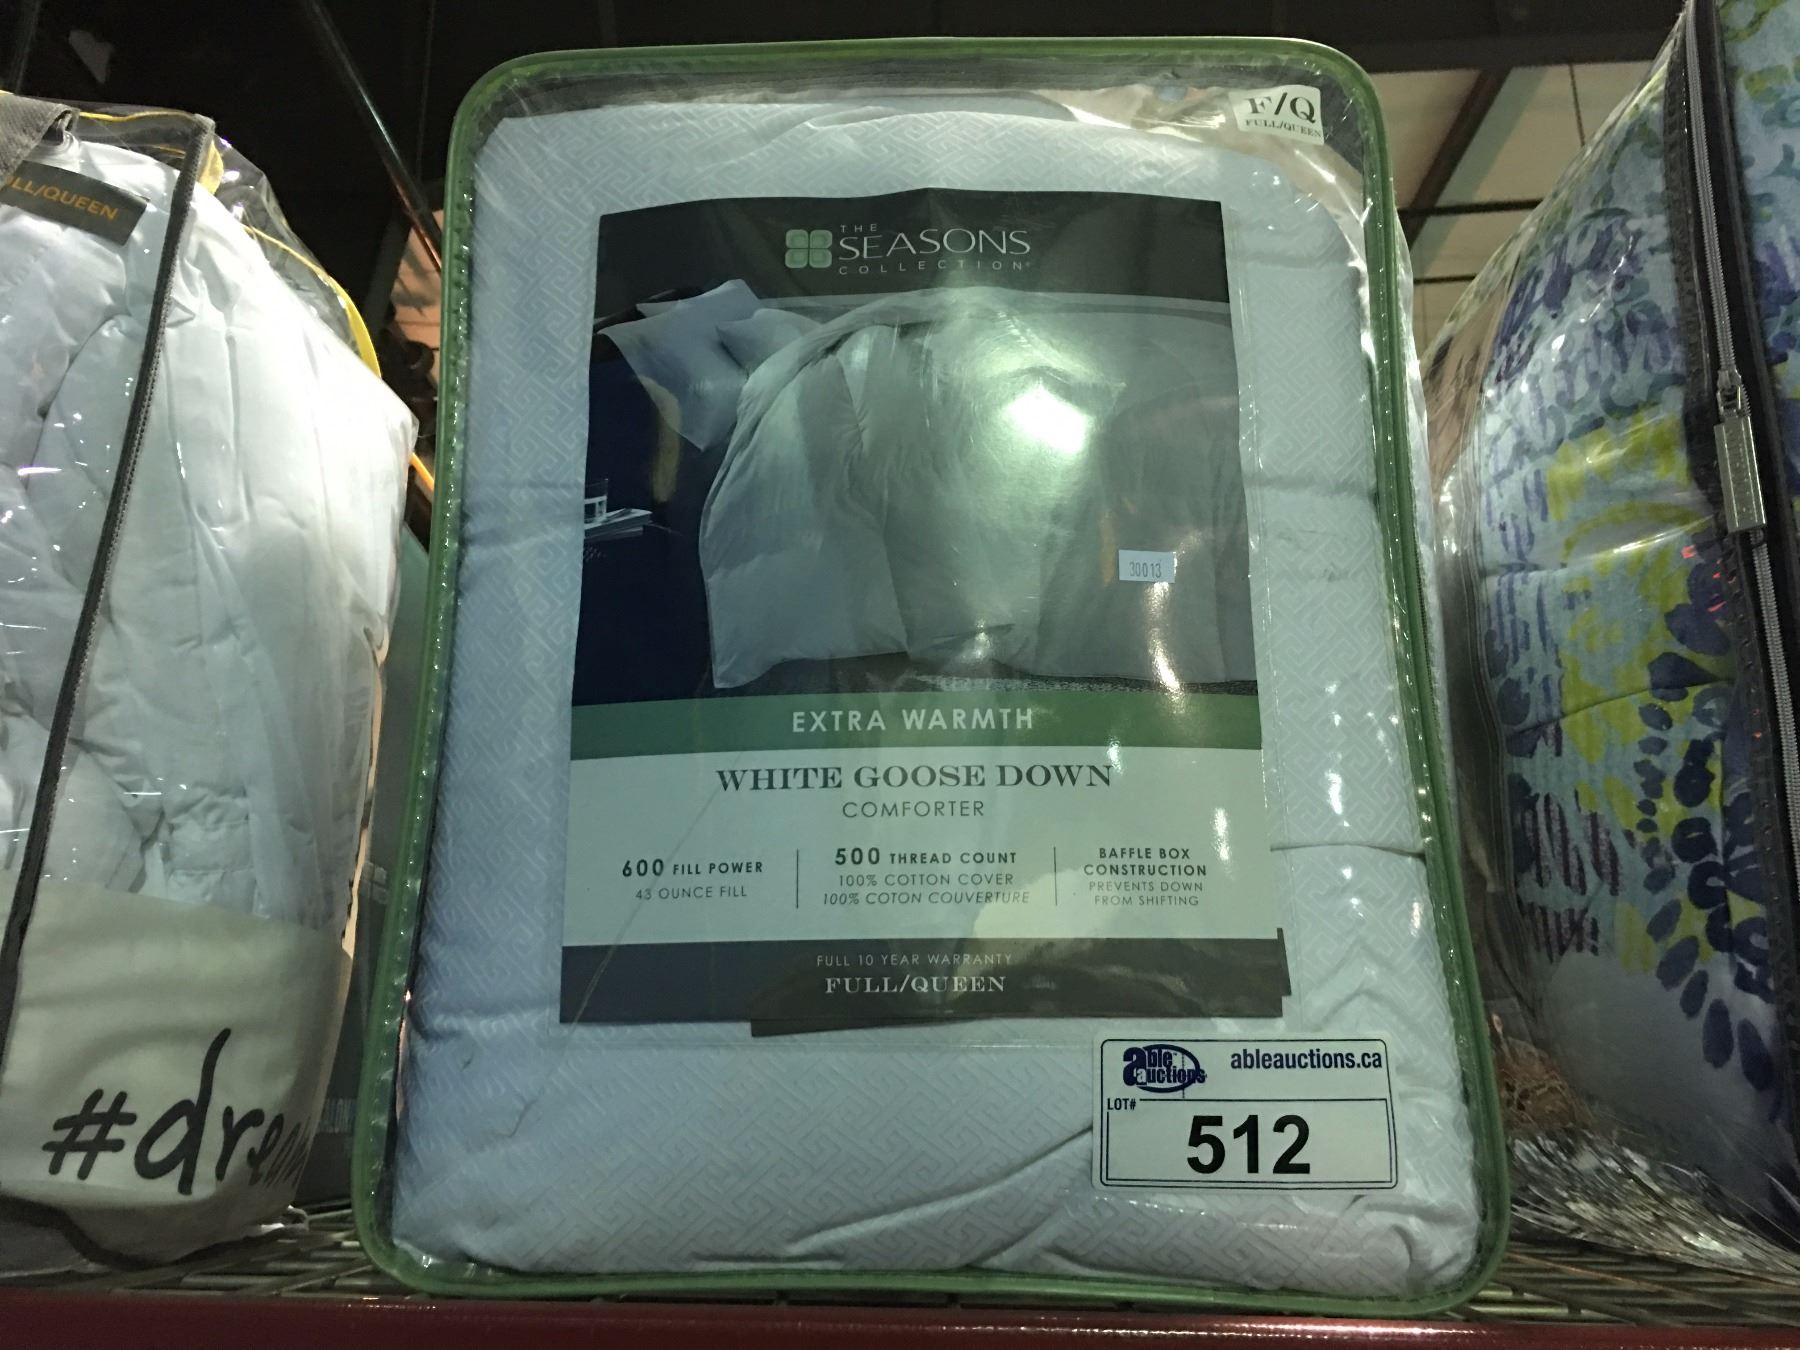 F/Q
FULL/QUEEN
/QUEEN
THE
SEASONS
COLLECTION
30013
EXTRA WARMTH
WHITE GOOSE DOWN
COMFORTER
600 FILL POWER
43 OUNCE FILL
500 THREAD COUNT
100% COTTON COVER
100% COTON COUVERTURE
BAFFLE BOX
CONSTRUCTION
PREVENTS DOWN
FROM SHIFTING
FULL 10 YEAR WARRANTY
FULL/QUEEN
able auctions
ableauctions.ca
LOT#
512